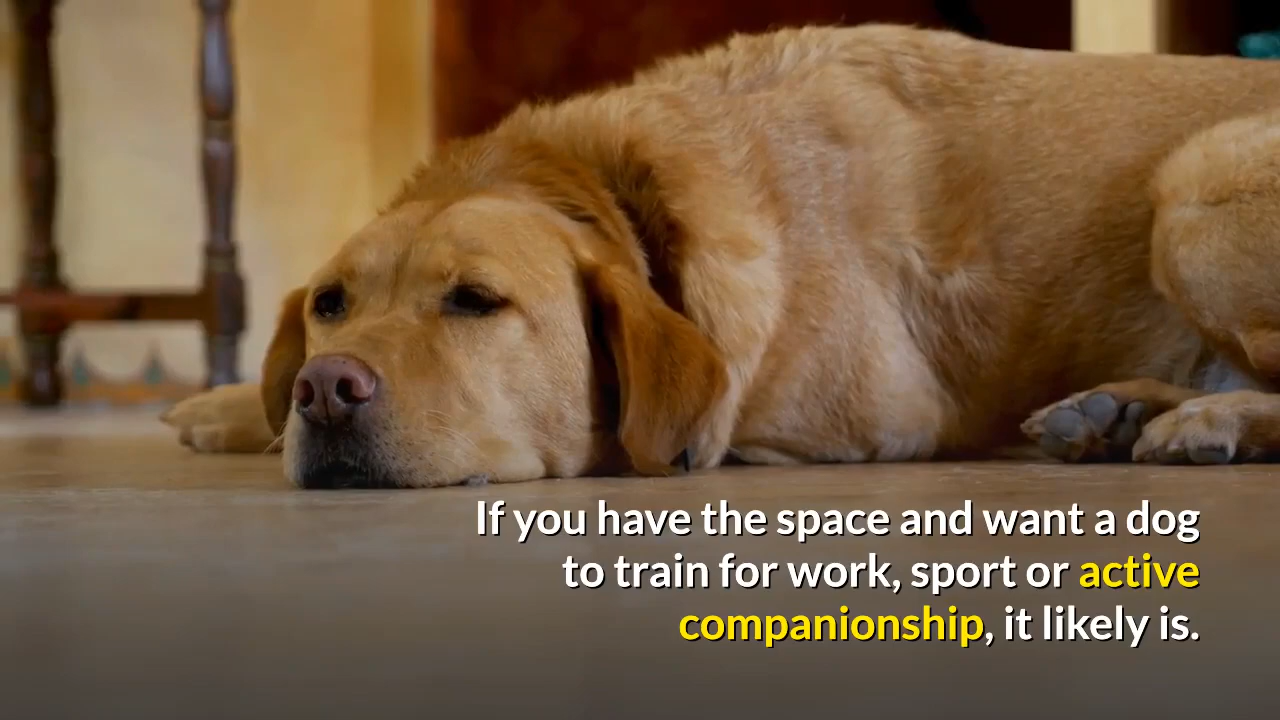 If you have the space and want a dog
to train for work, sport or active
companionship, it likely is.